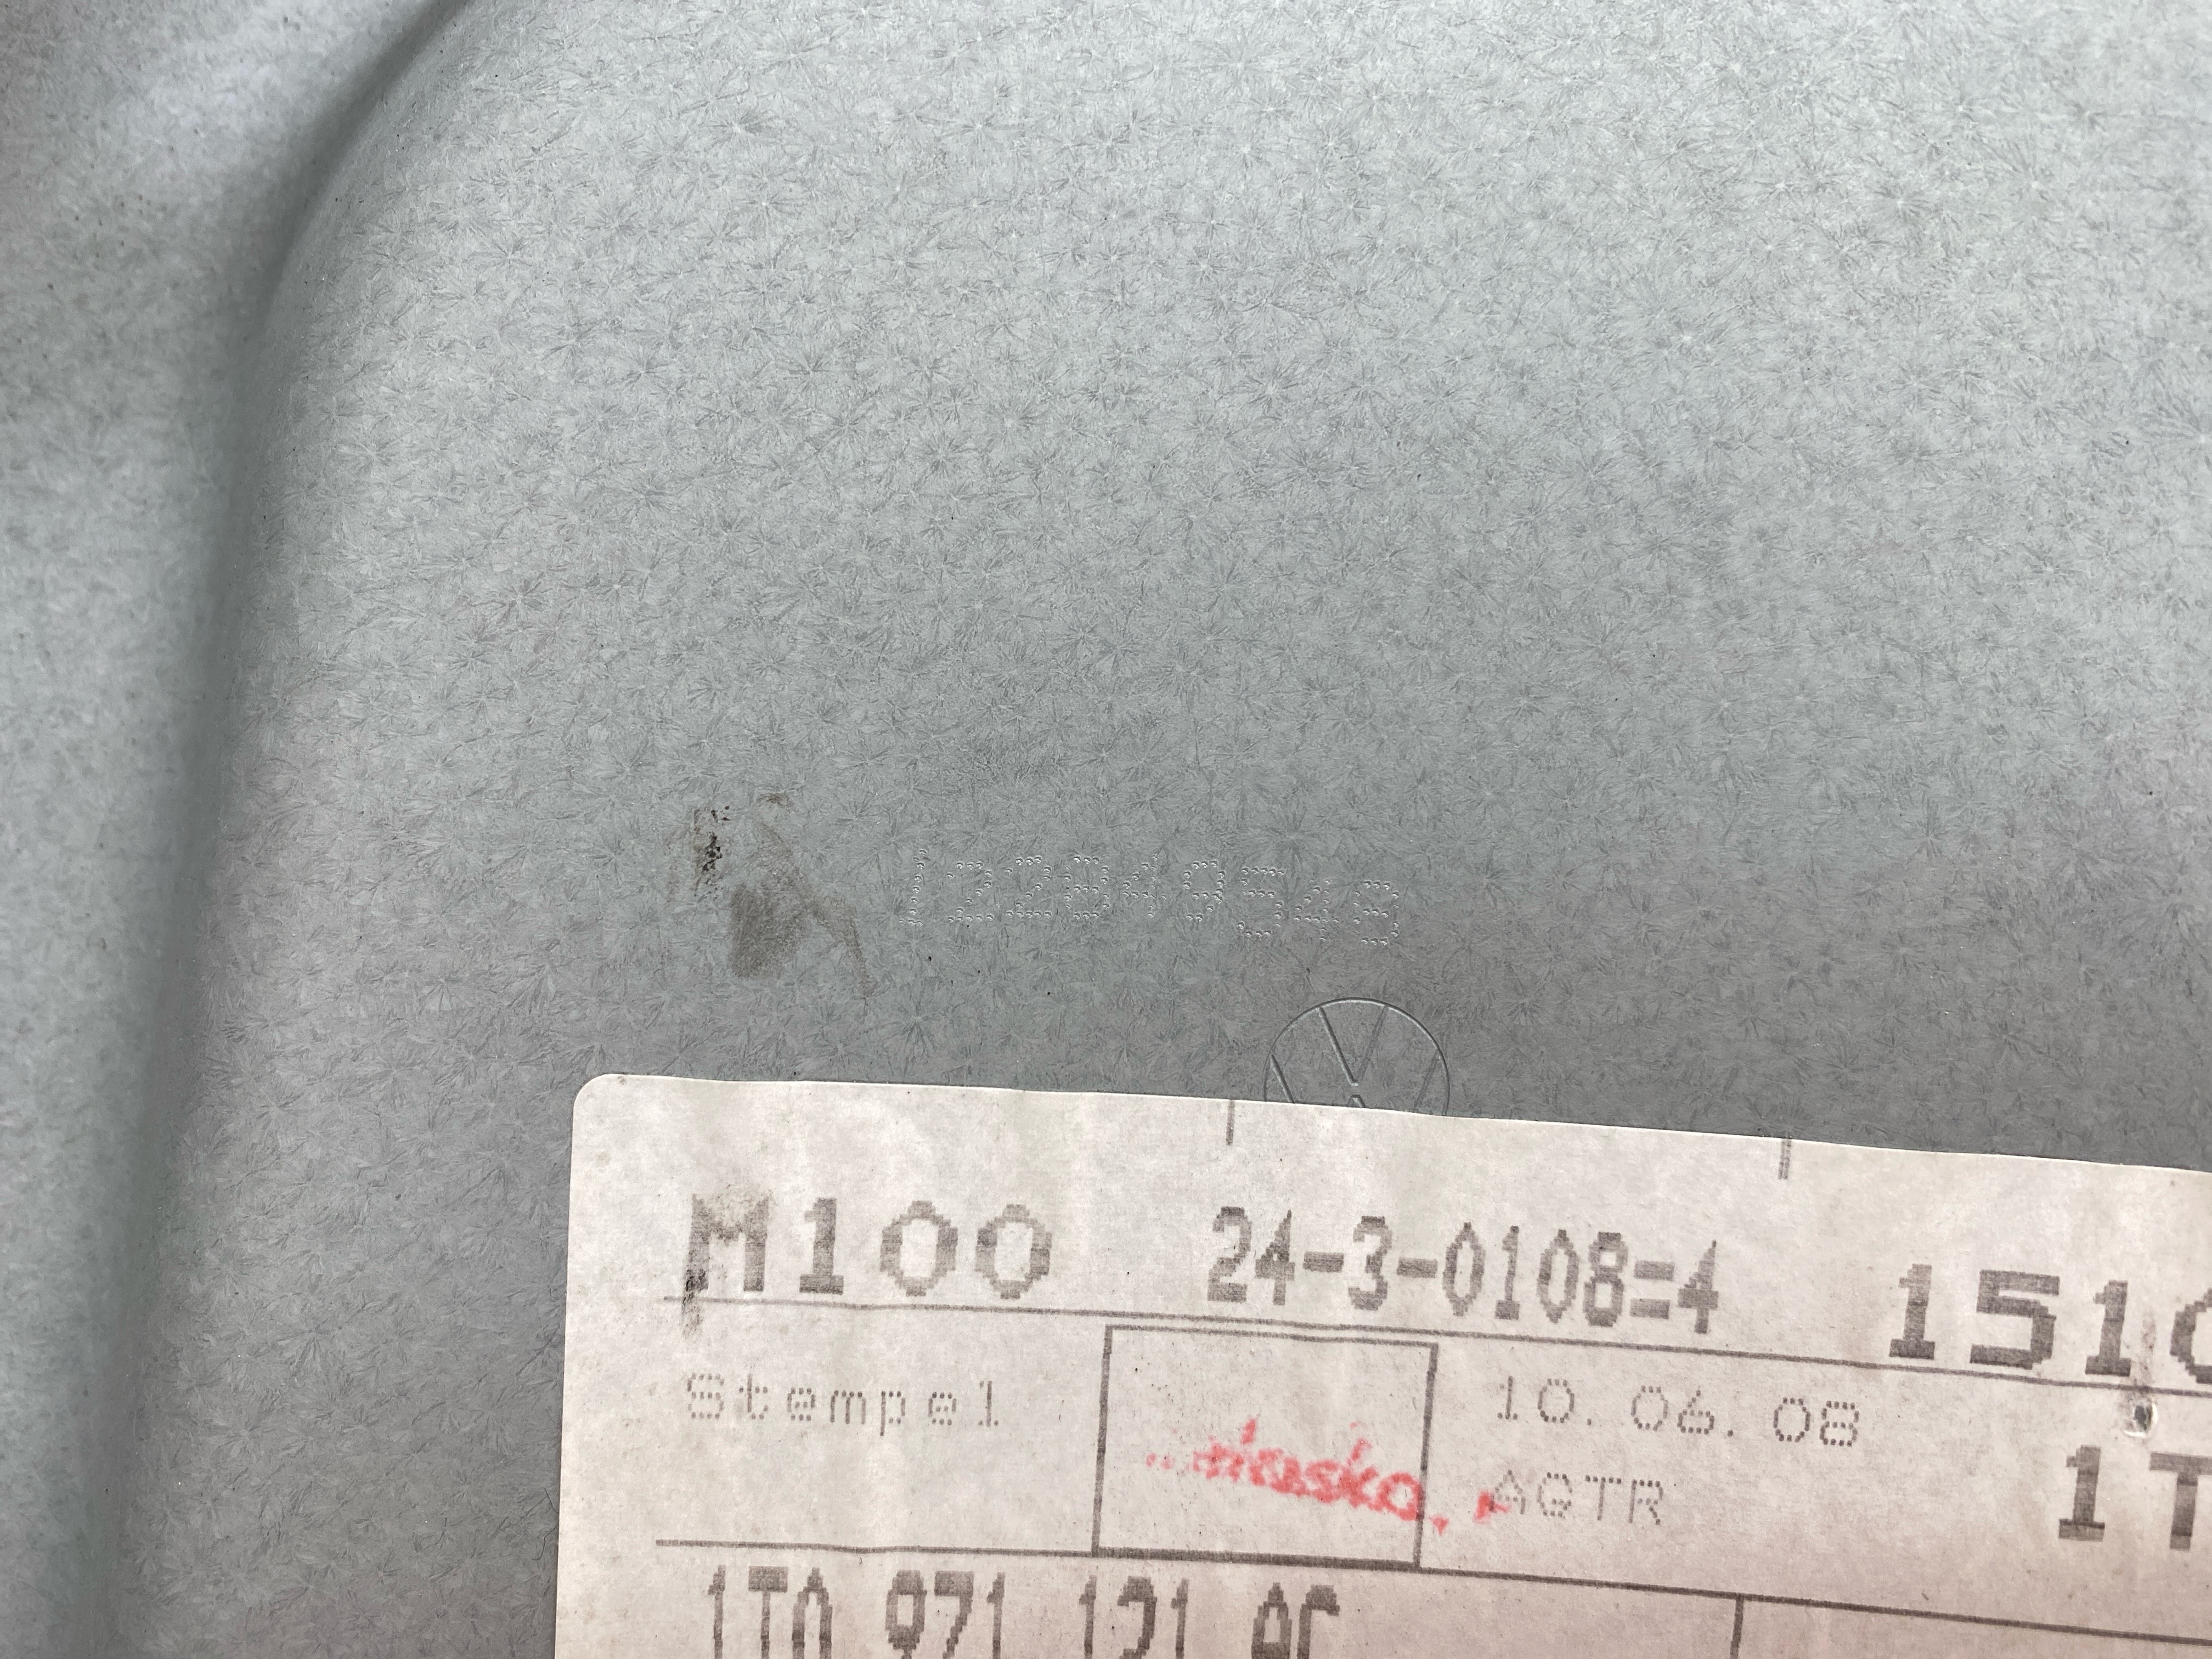 M100 24-3-0108=4 151
Stempel 10.06.08
AGTR 1T
1T0 971 121 AC